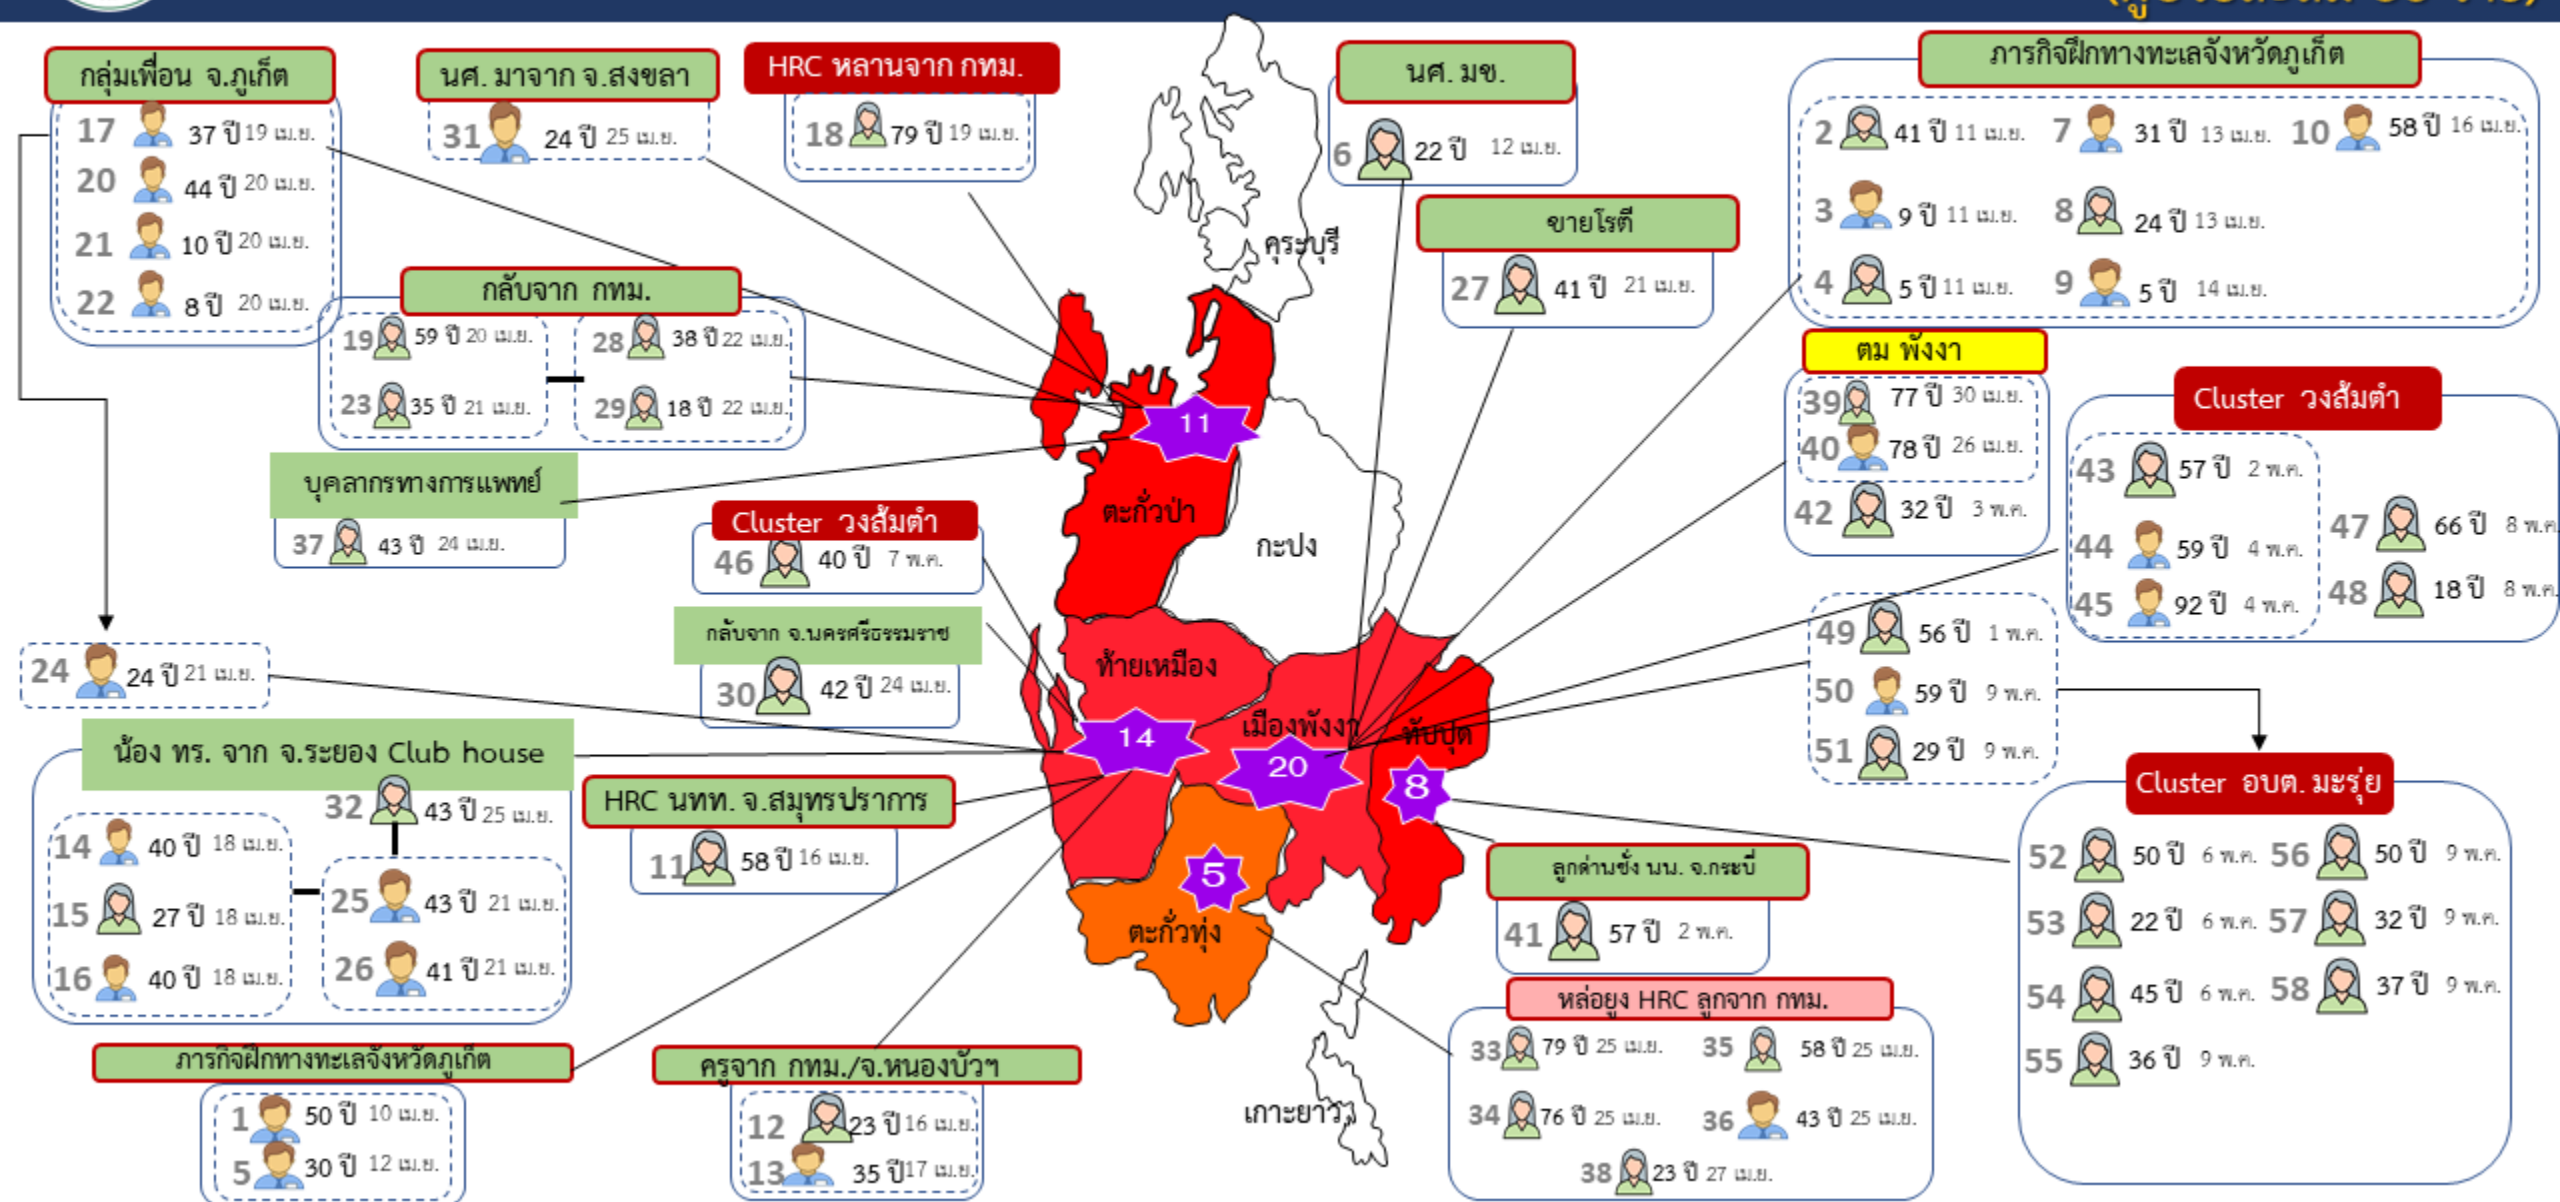 กลุ่มเพื่อน จ.ภูเก็ต
17 37 ปี 19 เม.ย.
20 44 ปี 20 เม.ย.
21 10 ปี 20 เม.ย.
22 8 ปี 20 เม.ย.
นศ. มาจาก จ.สงขลา
31 24 ปี 25 เม.ย.
HRC หลานจาก กทม.
18 79 ปี 19 เม.ย.
นศ. มข.
6 22 ปี 12 เม.ย.
ขายโรตี
27 41 ปี 21 เม.ย.
ภารกิจฝึกทางทะเลจังหวัดภูเก็ต
2 41 ปี 11 เม.ย. 7 31 ปี 13 เม.ย. 10 58 ปี 16 เม.ย.
3 9 ปี 11 เม.ย. 8 24 ปี 13 เม.ย.
4 5 ปี 11 เม.ย. 9 5 ปี 14 เม.ย.
กลับจาก กทม.
19 59 ปี 20 เม.ย. 28 38 ปี 22 เม.ย.
23 35 ปี 21 เม.ย. 29 18 ปี 22 เม.ย.
บุคลากรทางการแพทย์
37 43 ปี 24 เม.ย.
ตม พังงา
39 77 ปี 30 เม.ย.
40 78 ปี 26 เม.ย.
42 32 ปี 3 พ.ค.
Cluster วงส้มตำ
43 57 ปี 2 พ.ค.
44 59 ปี 4 พ.ค.
45 92 ปี 4 พ.ค.
47 66 ปี 8 พ.ค.
48 18 ปี 8 พ.ค.
Cluster วงส้มตำ
46 40 ปี 7 พ.ค.
กลับจาก จ.นครศรีธรรมราช
30 42 ปี 24 เม.ย.
24 24 ปี 21 เม.ย.
49 56 ปี 1 พ.ค.
50 59 ปี 9 พ.ค.
51 29 ปี 9 พ.ค.
คุระบุรี
11
ตะกั่วป่า
กะปง
ท้ายเหมือง
14
เมืองพังงา
20
ทับปุด
8
5
ตะกั่วทุ่ง
เกาะยาว
น้อง ทร. จาก จ.ระยอง Club house
32 43 ปี 25 เม.ย.
14 40 ปี 18 เม.ย.
15 27 ปี 18 เม.ย.
16 40 ปี 18 เม.ย.
25 43 ปี 21 เม.ย.
26 41 ปี 21 เม.ย.
HRC นทท. จ.สมุทรปราการ
11 58 ปี 16 เม.ย.
ลูกด่านชั่ง นน. จ.กระบี่
41 57 ปี 2 พ.ค.
Cluster อบต. มะรุ่ย
52 50 ปี 6 พ.ค. 56 50 ปี 9 พ.ค.
53 22 ปี 6 พ.ค. 57 32 ปี 9 พ.ค.
54 45 ปี 6 พ.ค. 58 37 ปี 9 พ.ค.
55 36 ปี 9 พ.ค.
หล่อยูง HRC ลูกจาก กทม.
33 79 ปี 25 เม.ย. 35 58 ปี 25 เม.ย.
34 76 ปี 25 เม.ย. 36 43 ปี 25 เม.ย.
38 23 ปี 27 เม.ย.
ภารกิจฝึกทางทะเลจังหวัดภูเก็ต
1 50 ปี 10 เม.ย.
5 30 ปี 12 เม.ย.
ครูจาก กทม./จ.หนองบัวฯ
12 23 ปี 16 เม.ย.
13 35 ปี 17 เม.ย.